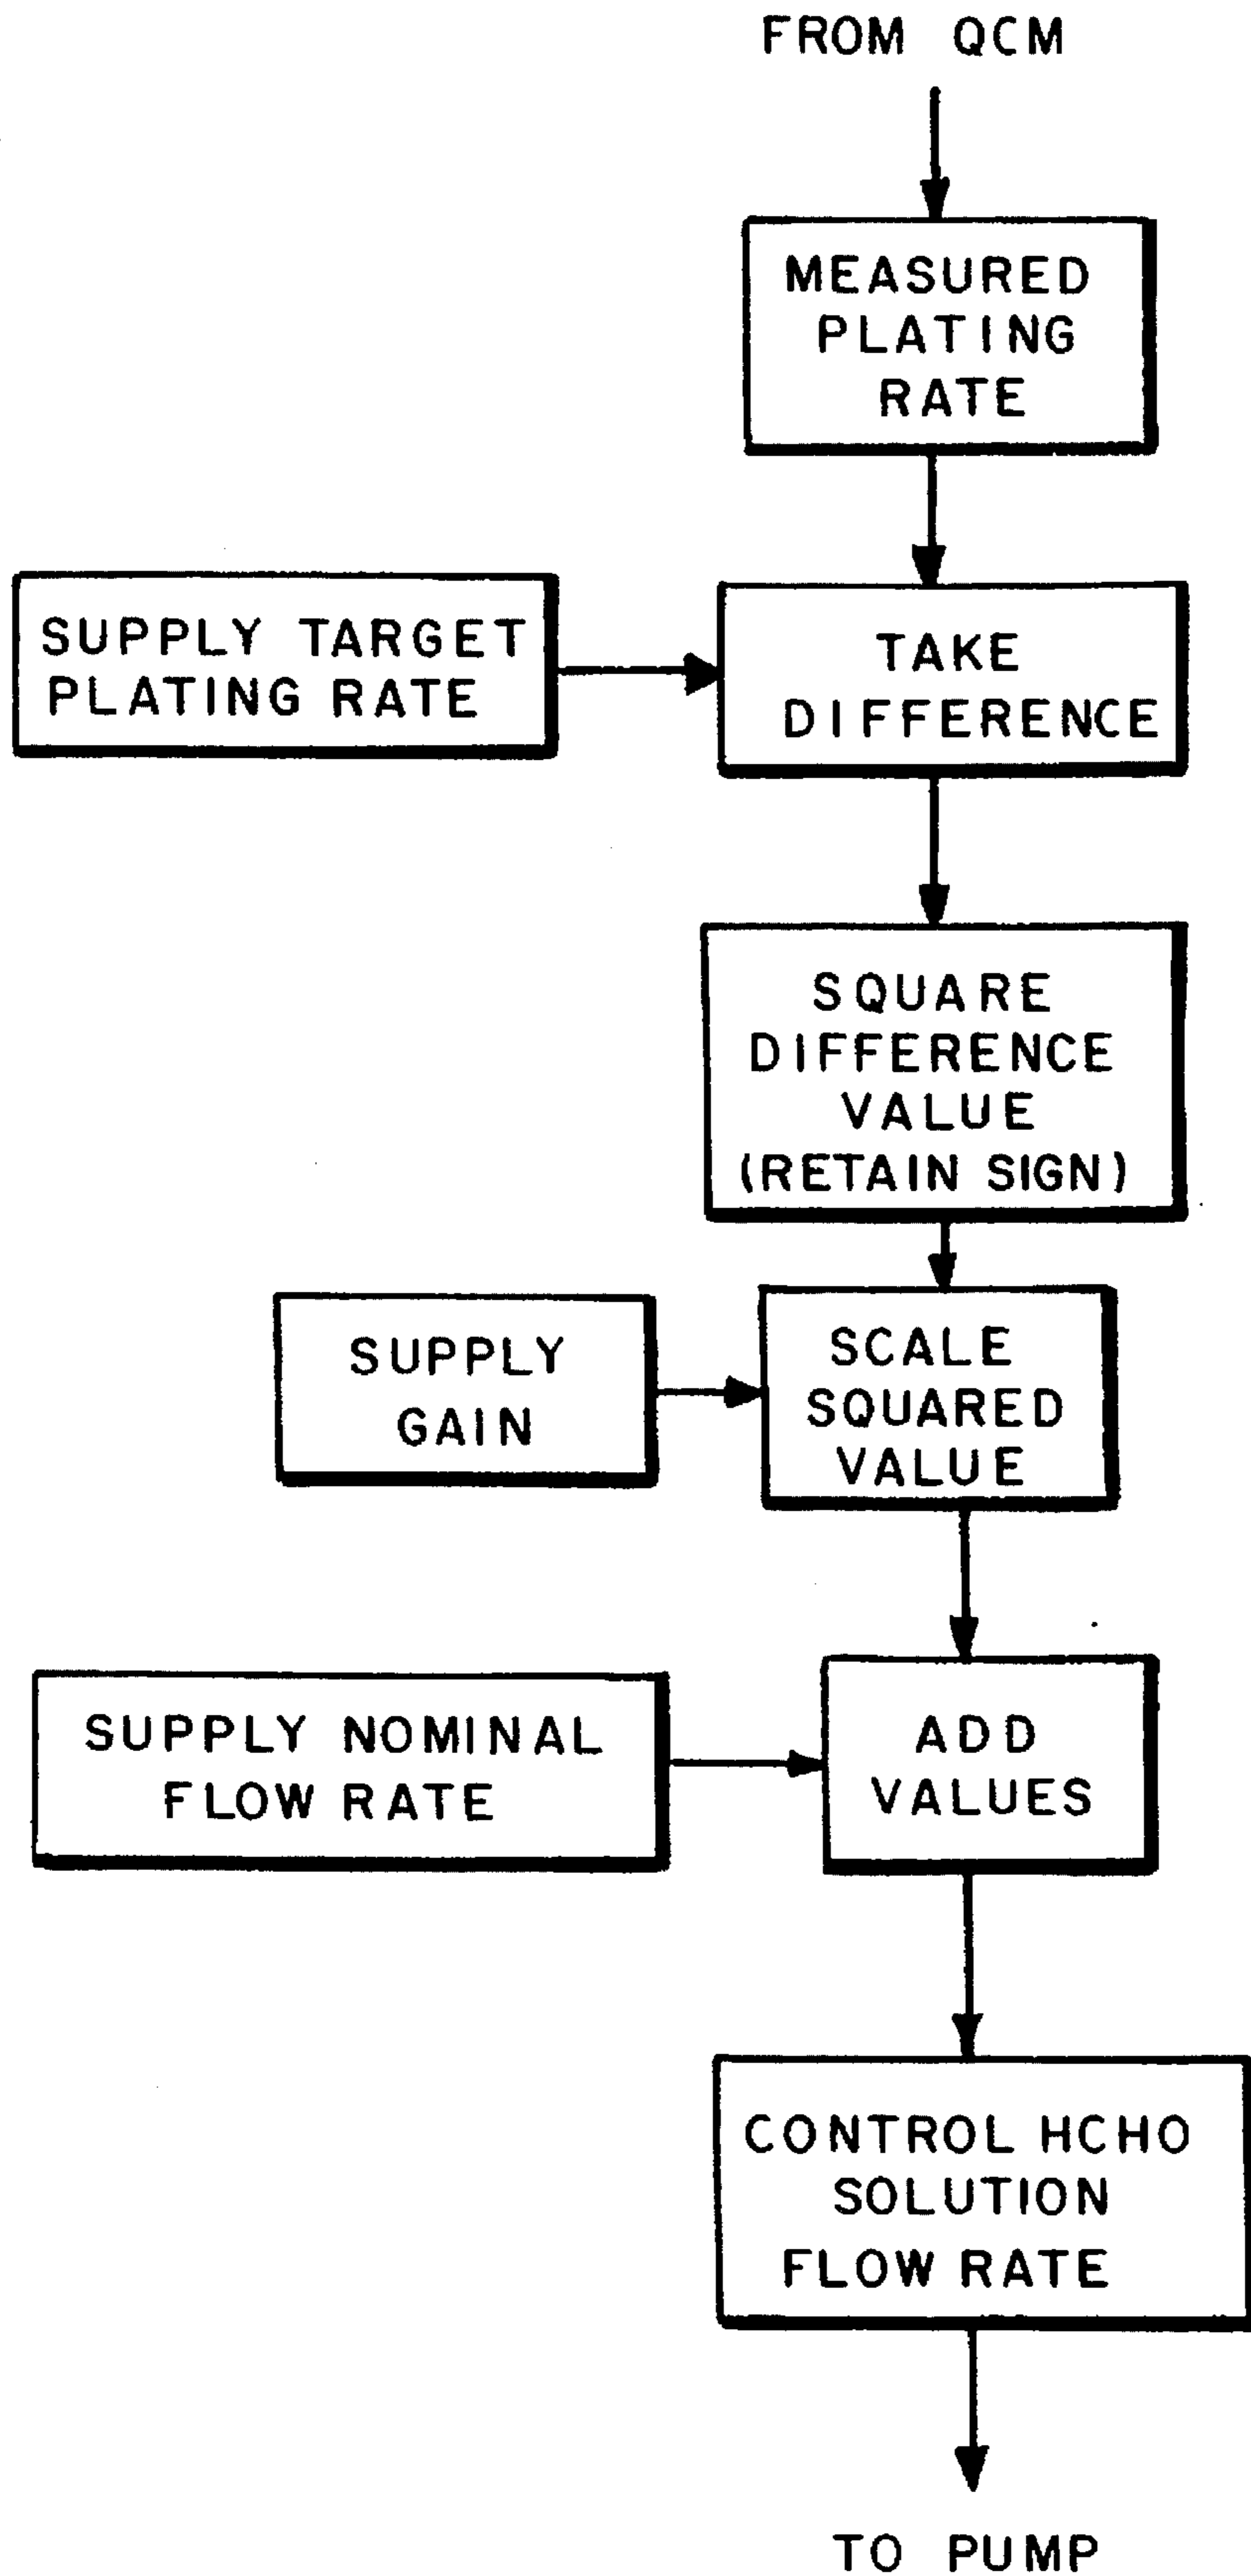 FROM QCM
MEASURED
PLATING
RATE
SUPPLY TARGET
PLATING RATE
TAKE
DIFFERENCE
SQUARE
DIFFERENCE
VALUE
(RETAIN SIGN)
SUPPLY
GAIN
SCALE
SQUARED
VALUE
SUPPLY NOMINAL
FLOW RATE
ADD
VALUES
CONTROL HCHO
SOLUTION
FLOW RATE
TO PUMP